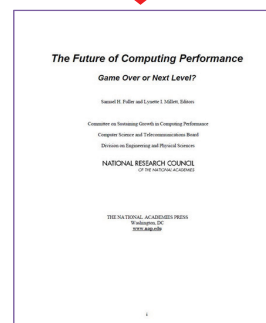 The Future of Computing Performance
Game Over or Next Level?
Samuel H. Fuller and Lynette I. Millett, Editors
Committee on Sustaining Growth in Computing Performance
Computer Science and Telecommunications Board
Division on Engineering and Physical Sciences
NATIONAL RESEARCH COUNCIL
OF THE NATIONAL ACADEMIES
THE NATIONAL ACADEMIES PRESS
Washington, DC
www.nap.edu
i